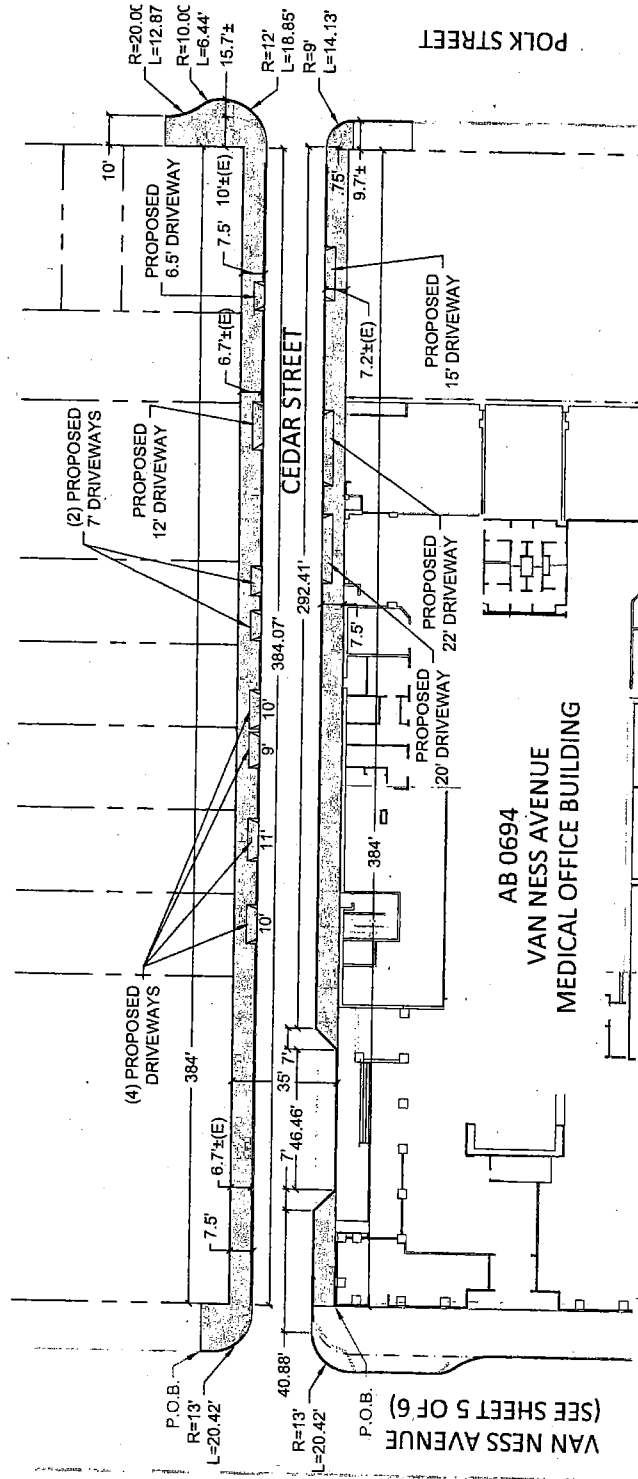 R=20.00
L=12.87
R=10.00
L=6.44'
15.7'±
R=12'
L=18.85'
R=9'
L=14.13'
POLK STREET
10'
10'±(E)
7.5'
PROPOSED
6.5' DRIVEWAY
6.7'±(E)
PROPOSED
12' DRIVEWAY
(2) PROPOSED
7' DRIVEWAYS
(4) PROPOSED
DRIVEWAYS
10'
9'
11'
10'
384'
6.7'±(E)
7.5'
P.O.B.
R=13'
L=20.42'
CEDAR STREET
384.07'
292.41'
35'
7'
46.46'
7'
40.88'
R=13'
L=20.42'
P.O.B.
VAN NESS AVENUE
(SEE SHEET 5 OF 6)
.75'
9.7'±
7.2'±(E)
PROPOSED
15' DRIVEWAY
PROPOSED
22' DRIVEWAY
PROPOSED
20' DRIVEWAY
7.5'
384'
AB 0694
VAN NESS AVENUE
MEDICAL OFFICE BUILDING